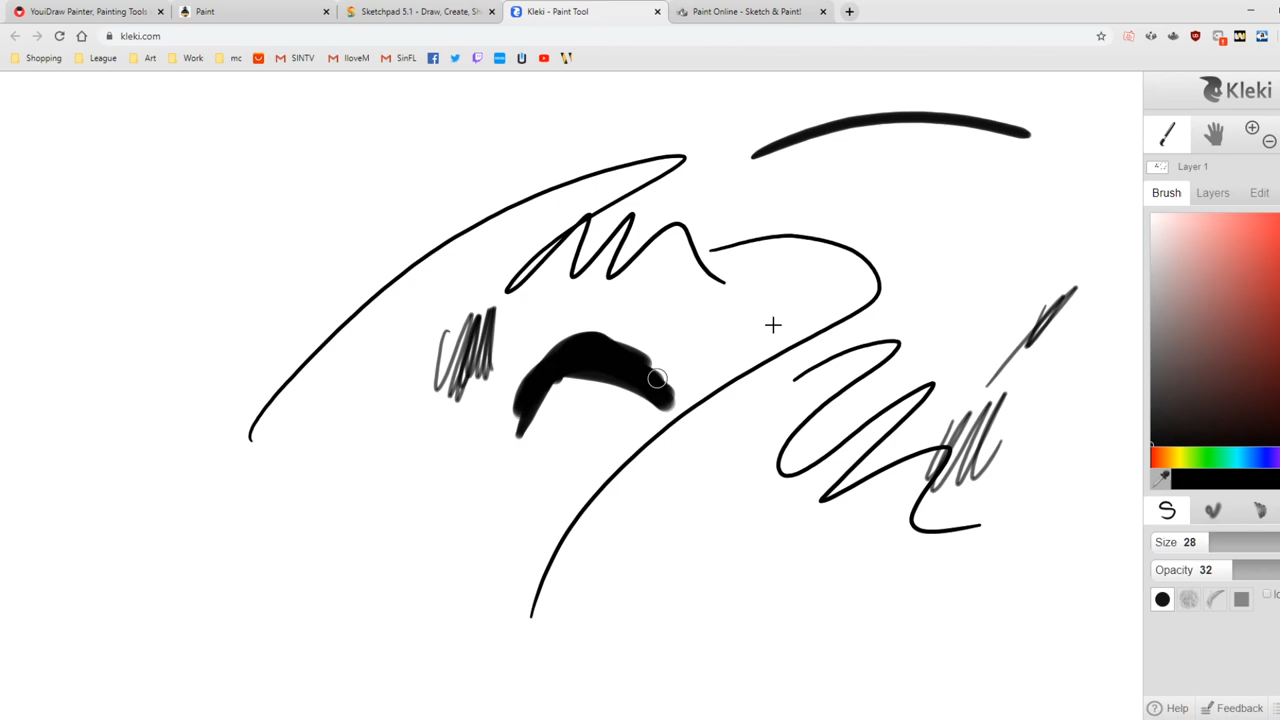 YouiDraw Painter, Painting Tools
Paint
Sketchpad 5.1 - Draw, Create, Sh
Kleki - Paint Tool
Paint Online - Sketch & Paint!
kleki.com
Shopping League Art Work mc SINTV IloveM SinFL
Kleki
Layer 1
Brush Layers Edit
Size 28
Opacity 32
Help Feedback